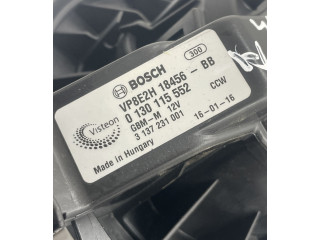 300
BOSCH
VP8E2H 18456 - BB
0 130 115 552
GBM-M 12V CCW
3 137 231 001 16-01-16
Made in Hungary
Visteon